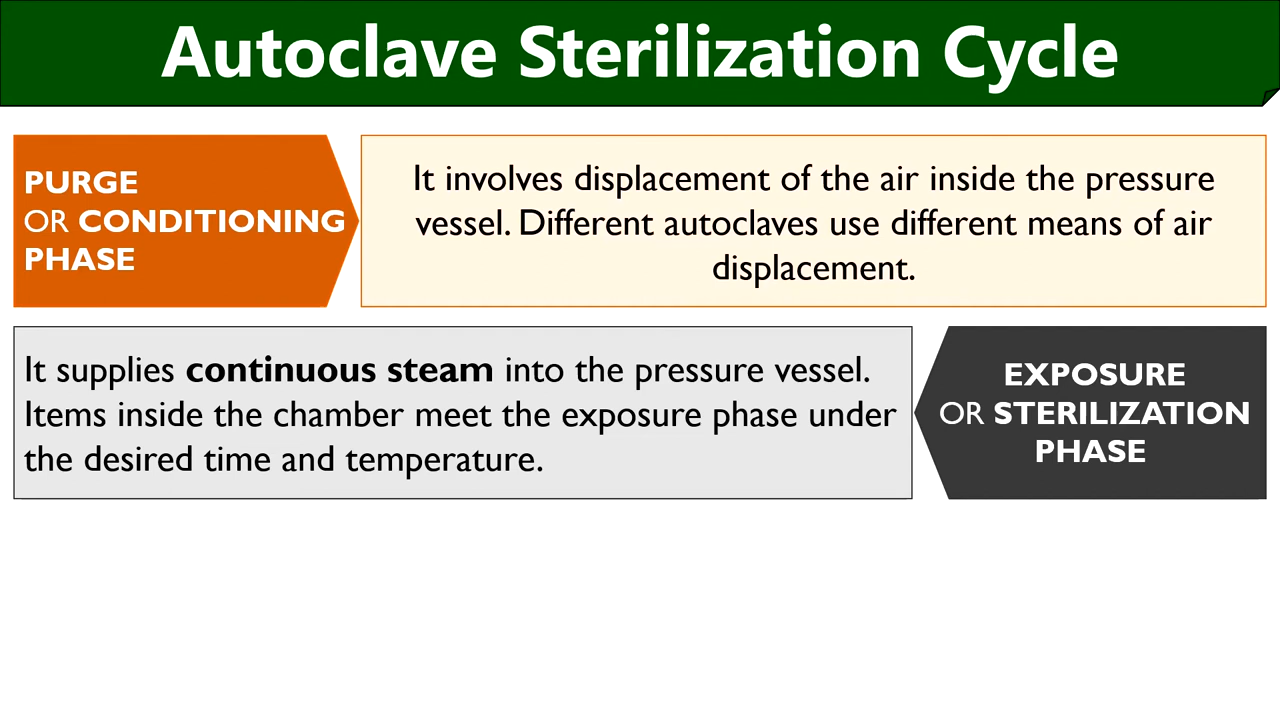 Autoclave Sterilization Cycle
PURGE
OR CONDITIONING
PHASE
It involves displacement of the air inside the pressure
vessel. Different autoclaves use different means of air
displacement.
It supplies continuous steam into the pressure vessel.
Items inside the chamber meet the exposure phase under
the desired time and temperature.
EXPOSURE
OR STERILIZATION
PHASE